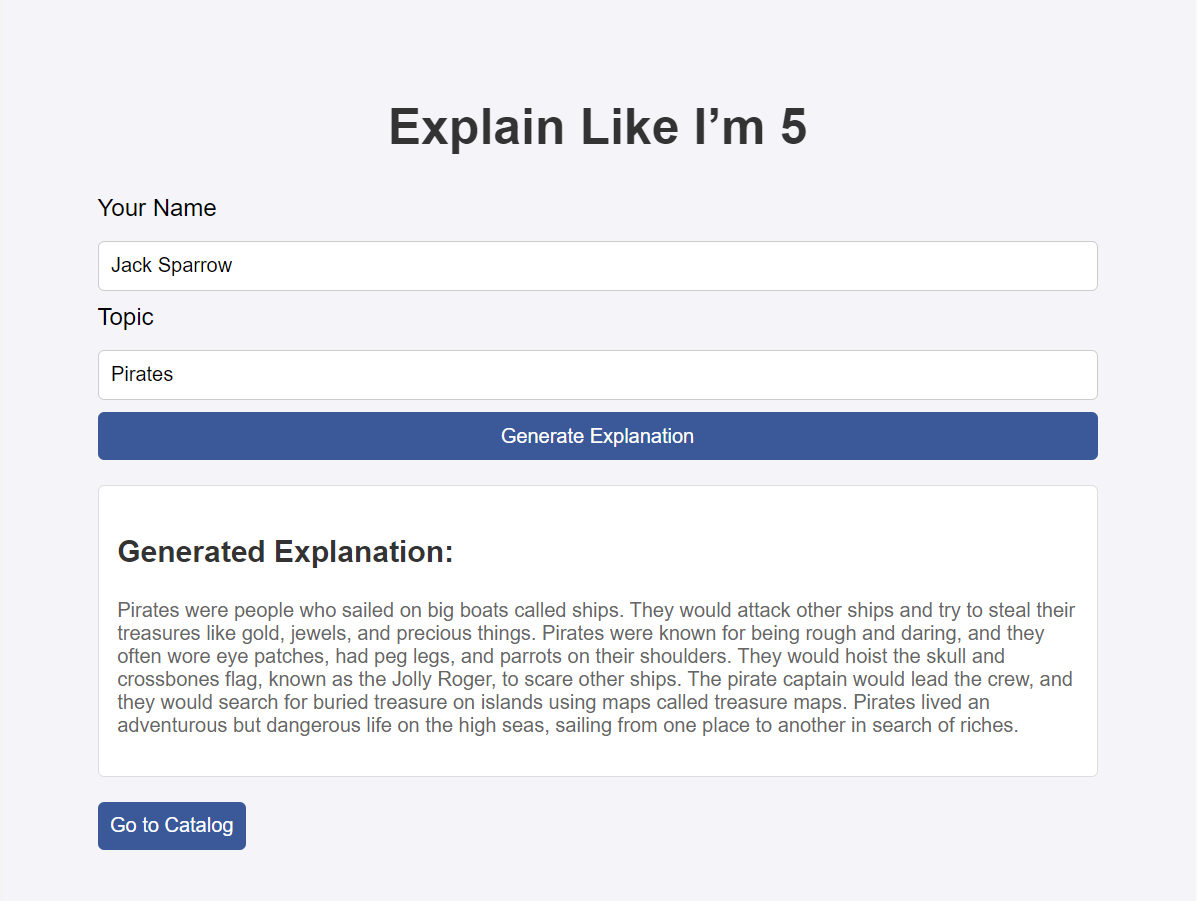 Explain Like I’m 5
Your Name
Jack Sparrow
Topic
Pirates
Generate Explanation
Generated Explanation:
Pirates were people who sailed on big boats called ships. They would attack other ships and try to steal their
treasures like gold, jewels, and precious things. Pirates were known for being rough and daring, and they
often wore eye patches, had peg legs, and parrots on their shoulders. They would hoist the skull and
crossbones flag, known as the Jolly Roger, to scare other ships. The pirate captain would lead the crew, and
they would search for buried treasure on islands using maps called treasure maps. Pirates lived an
adventurous but dangerous life on the high seas, sailing from one place to another in search of riches.
Go to Catalog